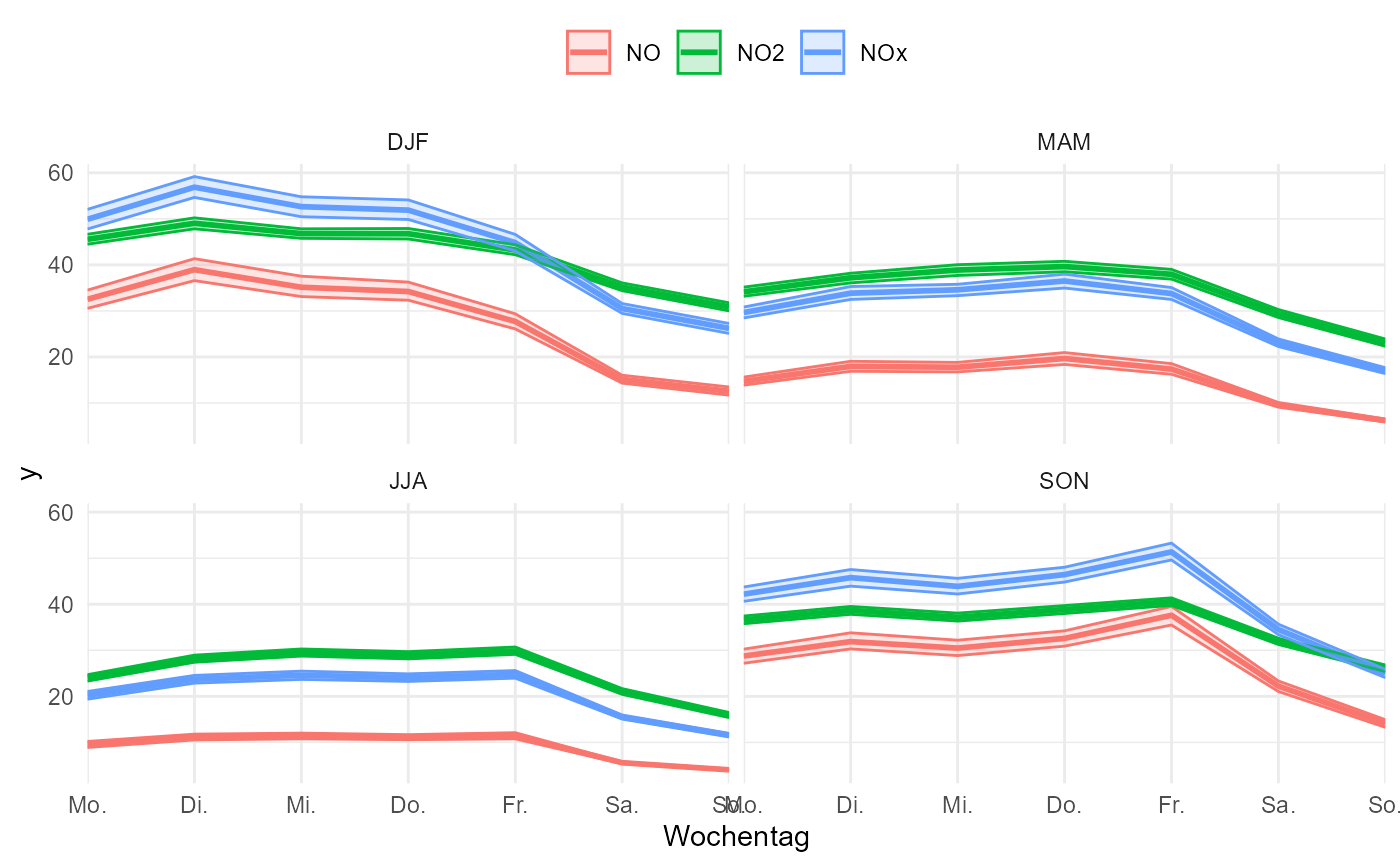 NO NO2 NOx
DJF MAM
60
40
20
y
JJA SON
60
40
20
Mo. Di. Mi. Do. Fr. Sa. So. Mo. Di. Mi. Do. Fr. Sa. So.
Wochentag